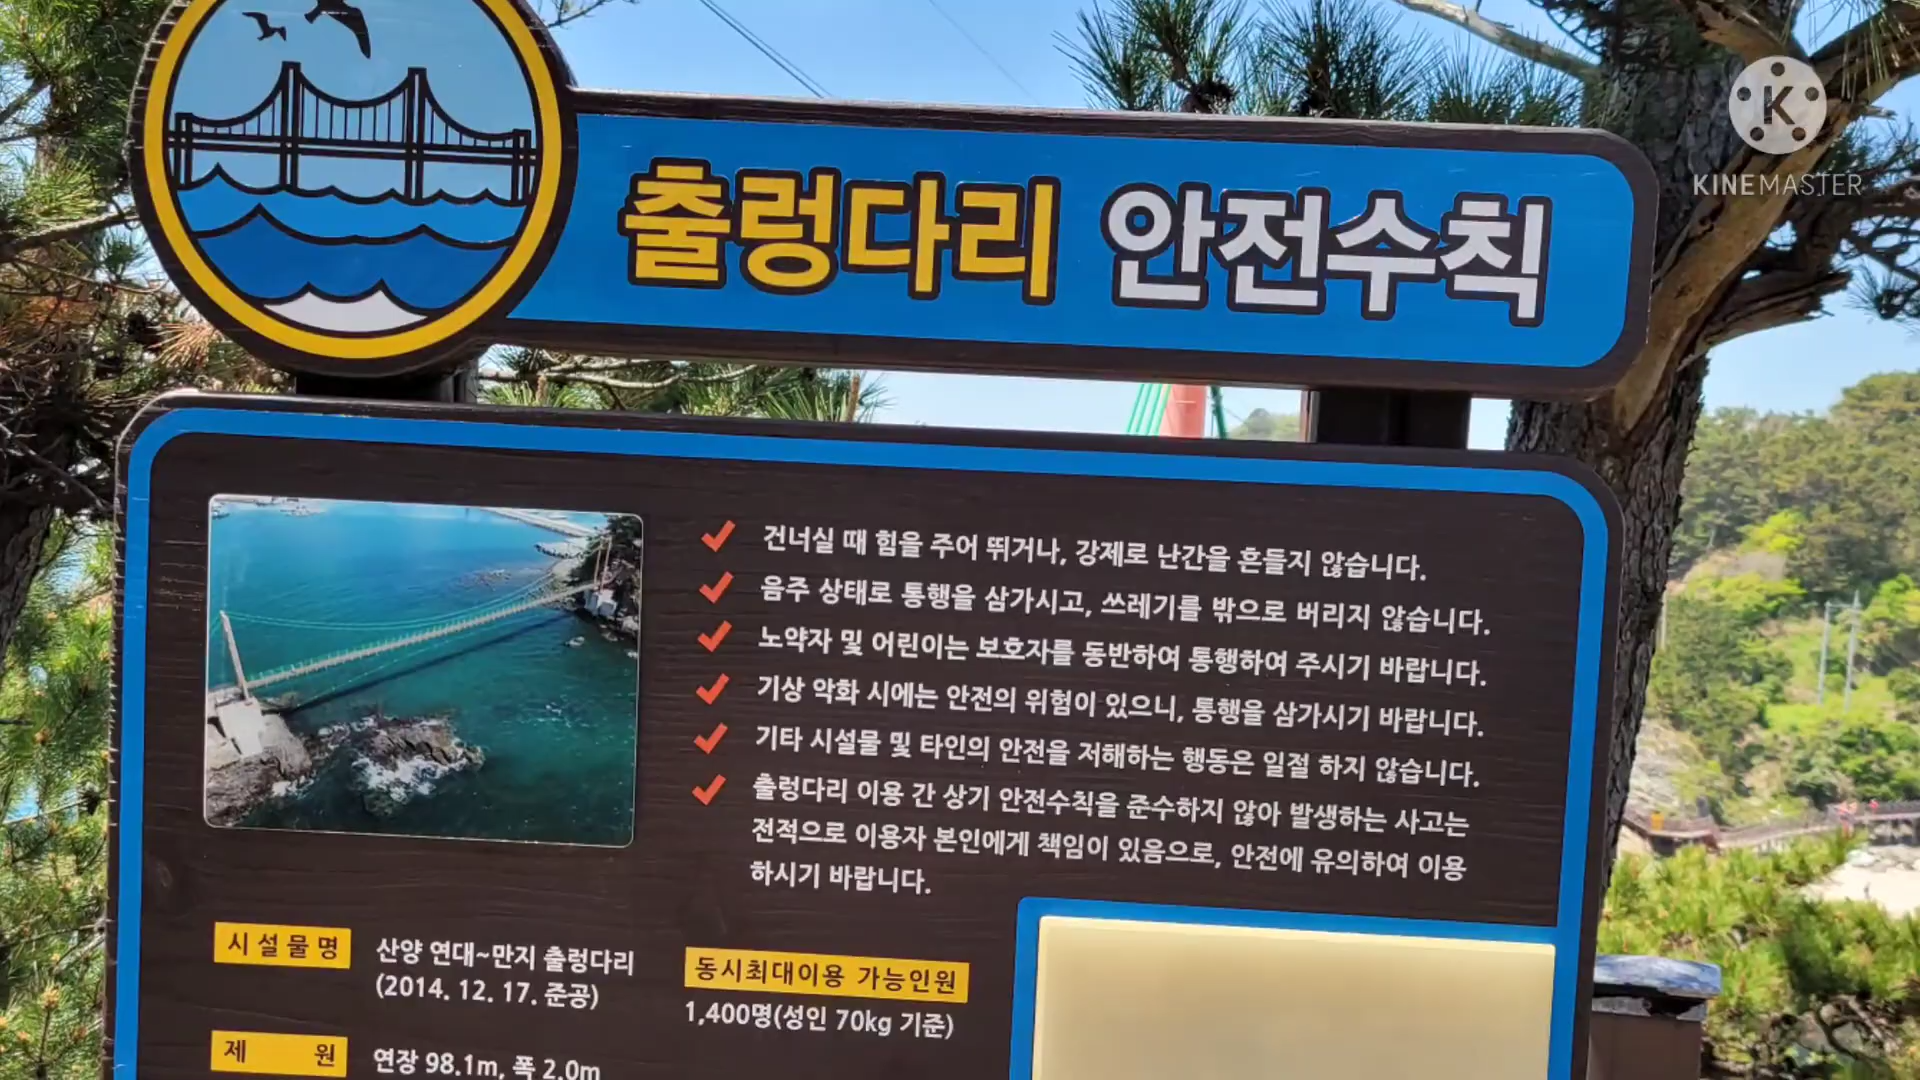 출렁다리 안전수칙
K
KINEMASTER
건너실 때 힘을 주어 뛰거나, 강제로 난간을 흔들지 않습니다.
음주 상태로 통행을 삼가시고, 쓰레기를 밖으로 버리지 않습니다.
노약자 및 어린이는 보호자를 동반하여 통행하여 주시기 바랍니다.
기상 악화 시에는 안전의 위험이 있으니, 통행을 삼가시기 바랍니다.
기타 시설물 및 타인의 안전을 저해하는 행동은 일절 하지 않습니다.
출렁다리 이용 간 상기 안전수칙을 준수하지 않아 발생하는 사고는
전적으로 이용자 본인에게 책임이 있음으로, 안전에 유의하여 이용
하시기 바랍니다.
시설물명
산양 연대~만지 출렁다리
(2014. 12. 17. 준공)
동시최대이용 가능인원
1,400명(성인 70kg 기준)
제 원
연장 98.1m, 폭 2.0m